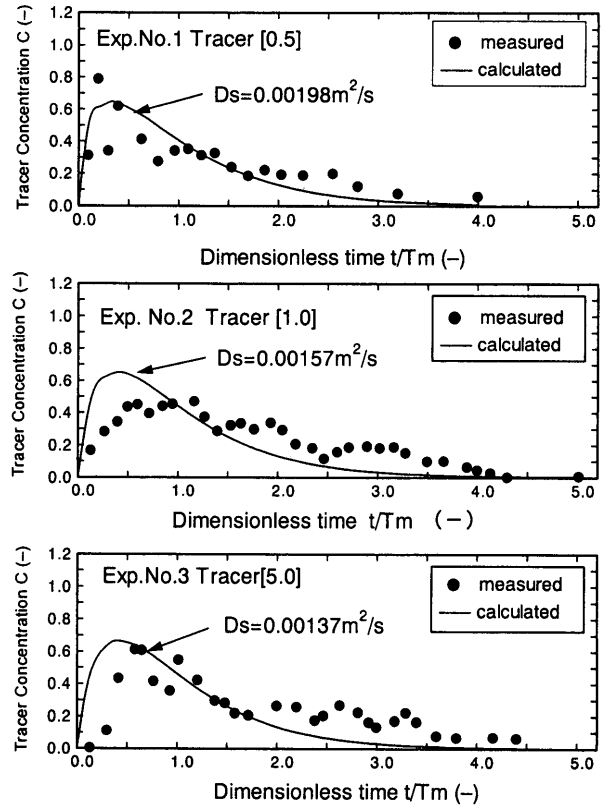 Tracer Concentration C (–)
1.2
1.0
0.8
0.6
0.4
0.2
0.0
Exp.No.1 Tracer [0.5]
Ds=0.00198m²/s
measured
calculated
0.0 1.0 2.0 3.0 4.0 5.0
Dimensionless time t/Tm (–)
Tracer Concentration C (–)
1.2
1.0
0.8
0.6
0.4
0.2
0.0
Exp. No.2 Tracer [1.0]
Ds=0.00157m²/s
measured
calculated
0.0 1.0 2.0 3.0 4.0 5.0
Dimensionless time t/Tm (–)
Tracer Concentration C (–)
1.2
1.0
0.8
0.6
0.4
0.2
0.0
Exp.No.3 Tracer[5.0]
Ds=0.00137m²/s
measured
calculated
0.0 1.0 2.0 3.0 4.0 5.0
Dimensionless time t/Tm (–)